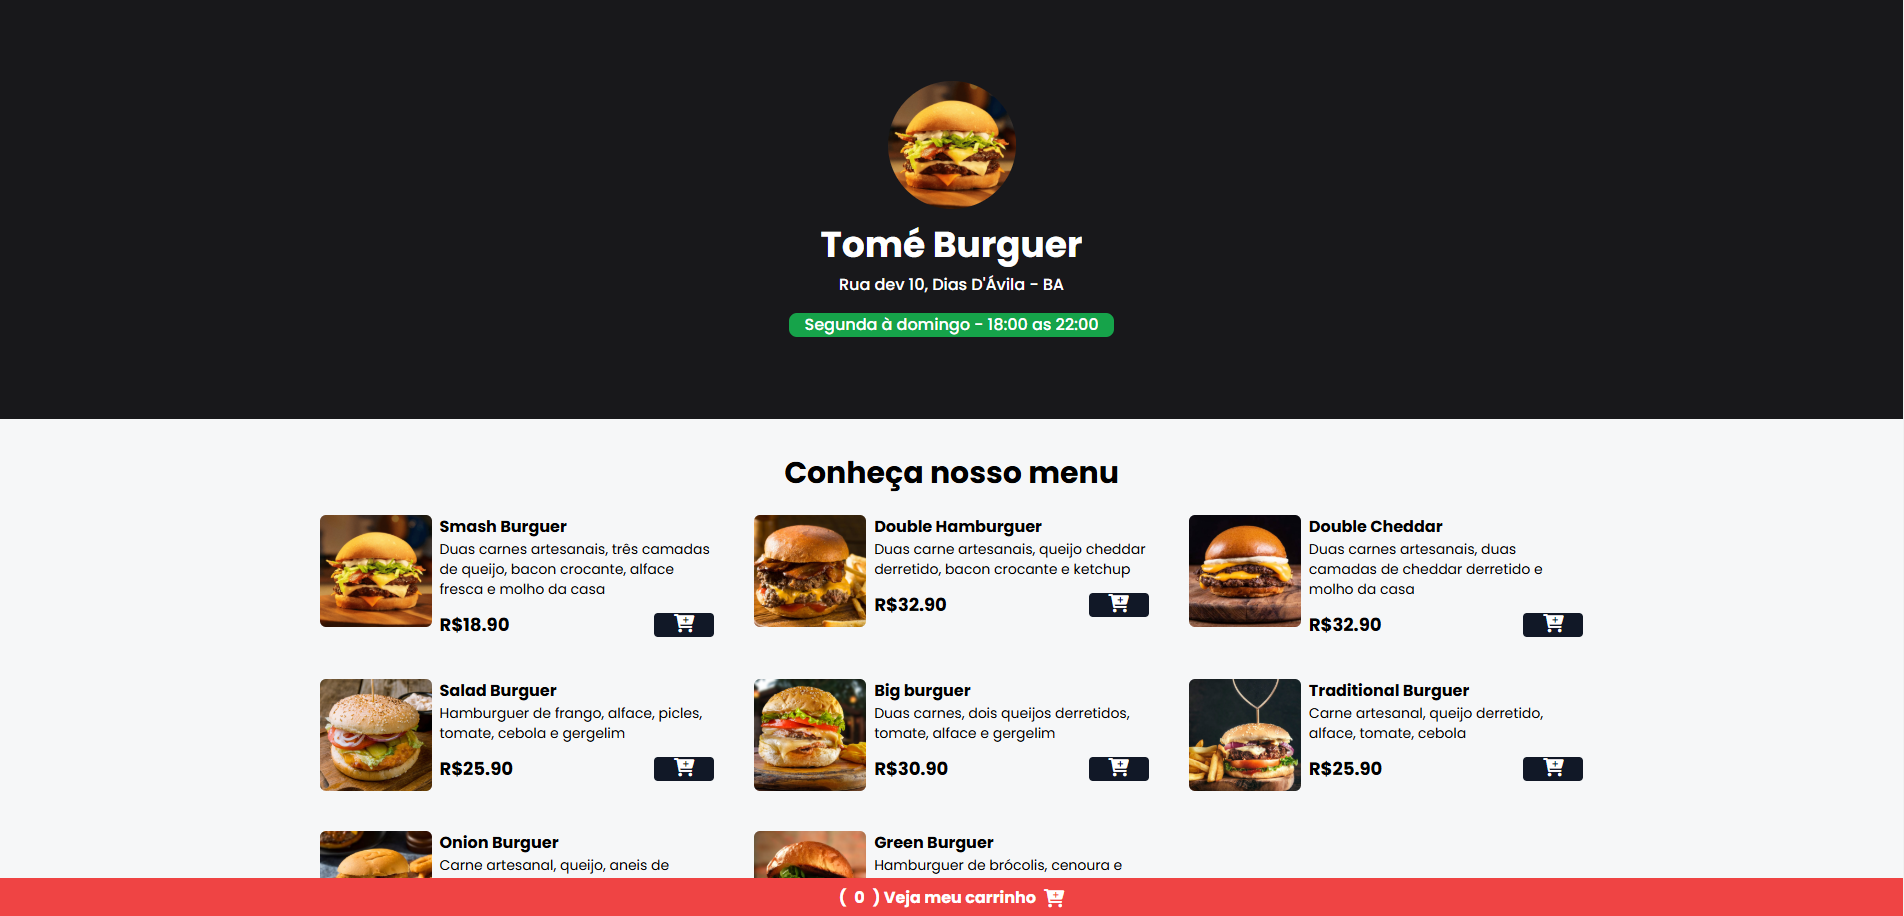 Tomé Burguer
Rua dev 10, Dias D'Ávila - BA
Segunda à domingo - 18:00 as 22:00
Conheça nosso menu
Smash Burguer
Duas carnes artesanais, três camadas
de queijo, bacon crocante, alface
fresca e molho da casa
R$18.90
Double Hamburguer
Duas carne artesanais, queijo cheddar
derretido, bacon crocante e ketchup
R$32.90
Double Cheddar
Duas carnes artesanais, duas
camadas de cheddar derretido e
molho da casa
R$32.90
Salad Burguer
Hamburguer de frango, alface, picles,
tomate, cebola e gergelim
R$25.90
Big burguer
Duas carnes, dois queijos derretidos,
tomate, alface e gergelim
R$30.90
Traditional Burguer
Carne artesanal, queijo derretido,
alface, tomate, cebola
R$25.90
Onion Burguer
Carne artesanal, queijo, aneis de
Green Burguer
Hamburguer de brócolis, cenoura e
( 0 ) Veja meu carrinho